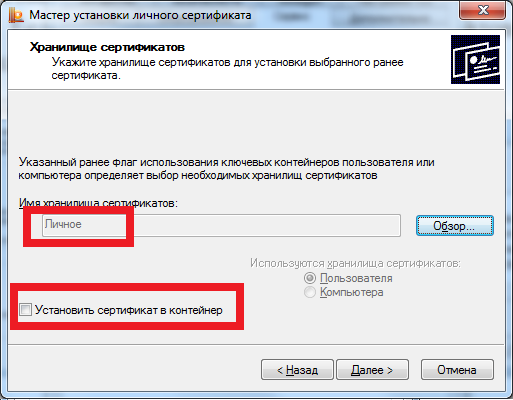 Мастер установки личного сертификата
Хранилище сертификатов
Укажите хранилище сертификатов для установки выбранного ранее
сертификата.
Указанный ранее флаг использования ключевых контейнеров пользователя или
компьютера определяет выбор необходимых хранилищ сертификатов
Имя хранилища сертификатов:
Личное
Обзор...
Используются хранилища сертификатов:
Пользователя
Компьютера
Установить сертификат в контейнер
< Назад
Далее >
Отмена